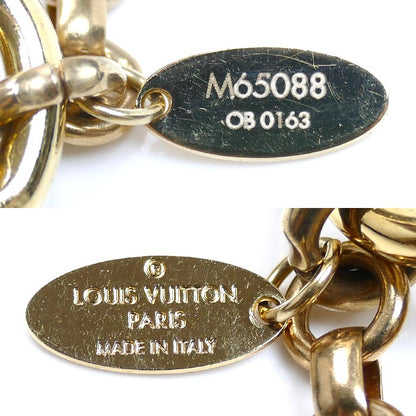 M65088
OB 0163
®
LOUIS VUITTON
PARIS
MADE IN ITALY